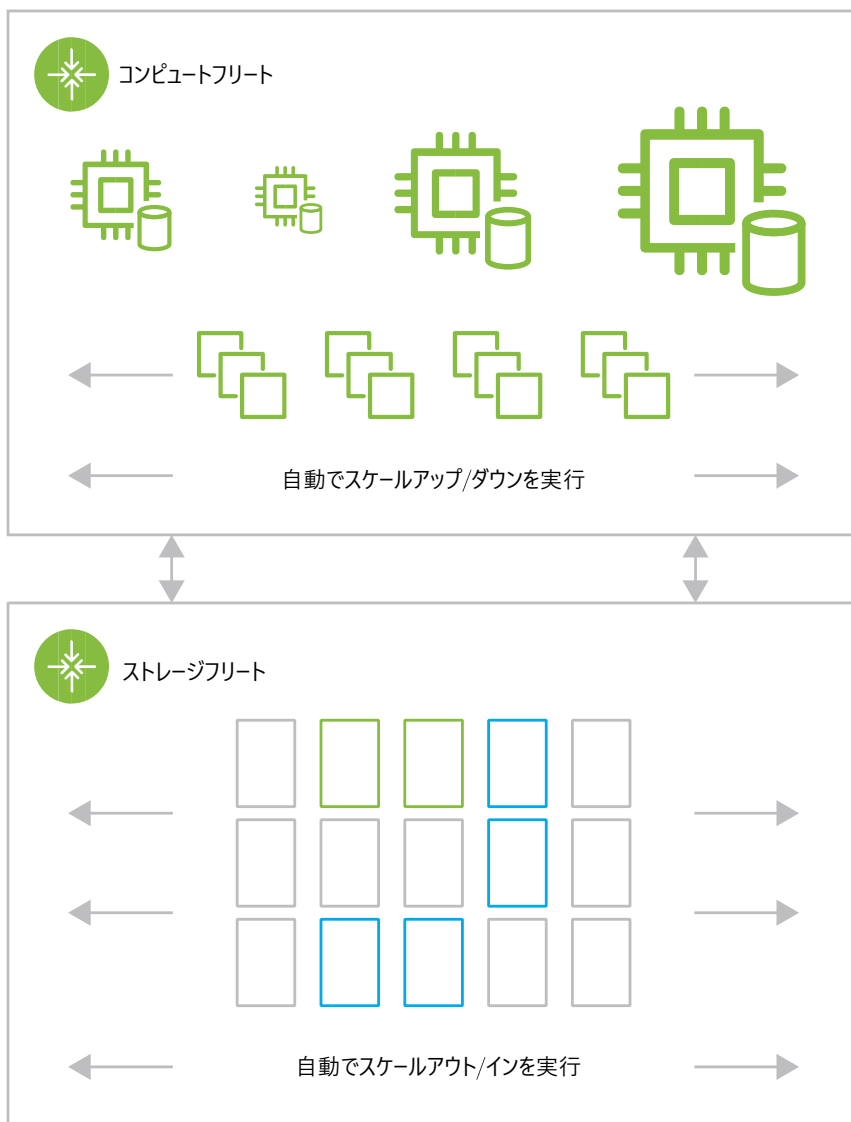 コンピュートフリート
自動でスケールアップ/ダウンを実行
ストレージフリート
自動でスケールアウト/インを実行